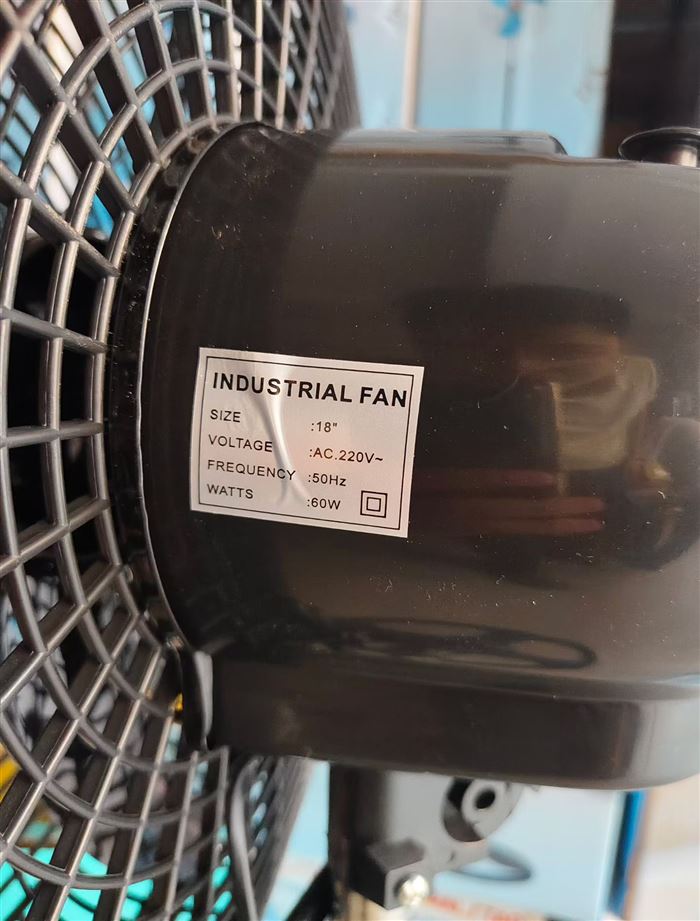 INDUSTRIAL FAN
SIZE :18"
VOLTAGE :AC.220V~
FREQUENCY :50Hz
WATTS :60W